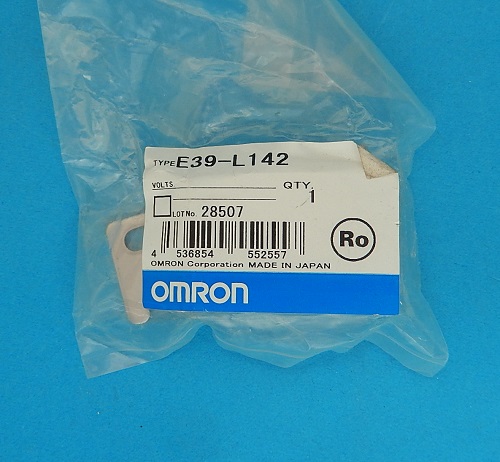 TYPE E39-L142
VOLTS
QTY.
1
LOT No. 28507
4 536854 552557
Ro
OMRON Corporation MADE IN JAPAN
OMRON